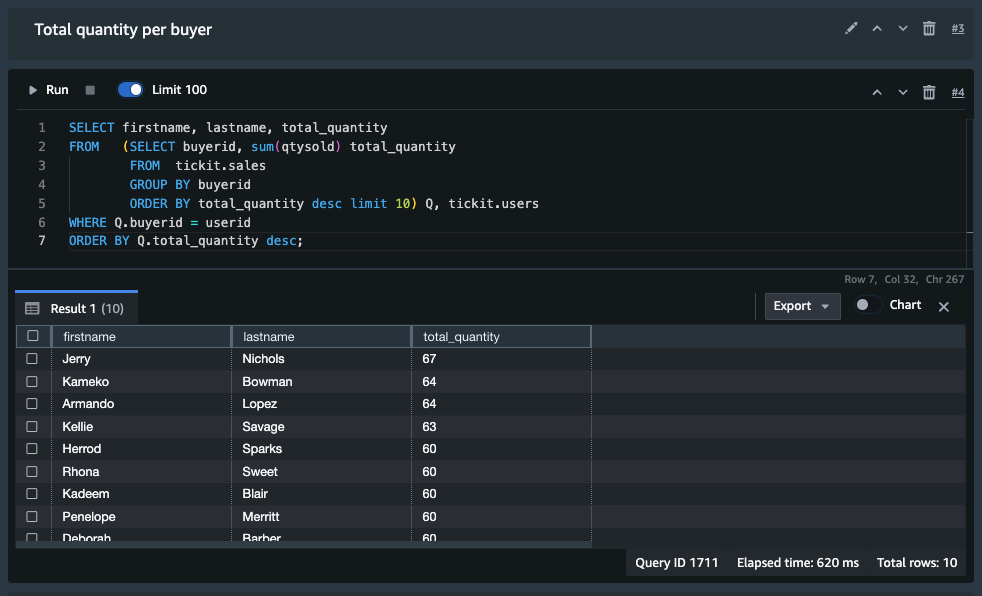 Total quantity per buyer
#3
Run Limit 100
#4
1 SELECT firstname, lastname, total_quantity
2 FROM (SELECT buyerid, sum(qtysold) total_quantity
3 FROM tickit.sales
4 GROUP BY buyerid
5 ORDER BY total_quantity desc limit 10) Q, tickit.users
6 WHERE Q.buyerid = userid
7 ORDER BY Q.total_quantity desc;
Row 7, Col 32, Chr 267
Result 1 (10)
Export Chart
firstname lastname total_quantity
Jerry Nichols 67
Kameko Bowman 64
Armando Lopez 64
Kellie Savage 63
Herrod Sparks 60
Rhona Sweet 60
Kadeem Blair 60
Penelope Merritt 60
Deborah Barber 60
Query ID 1711 Elapsed time: 620 ms Total rows: 10